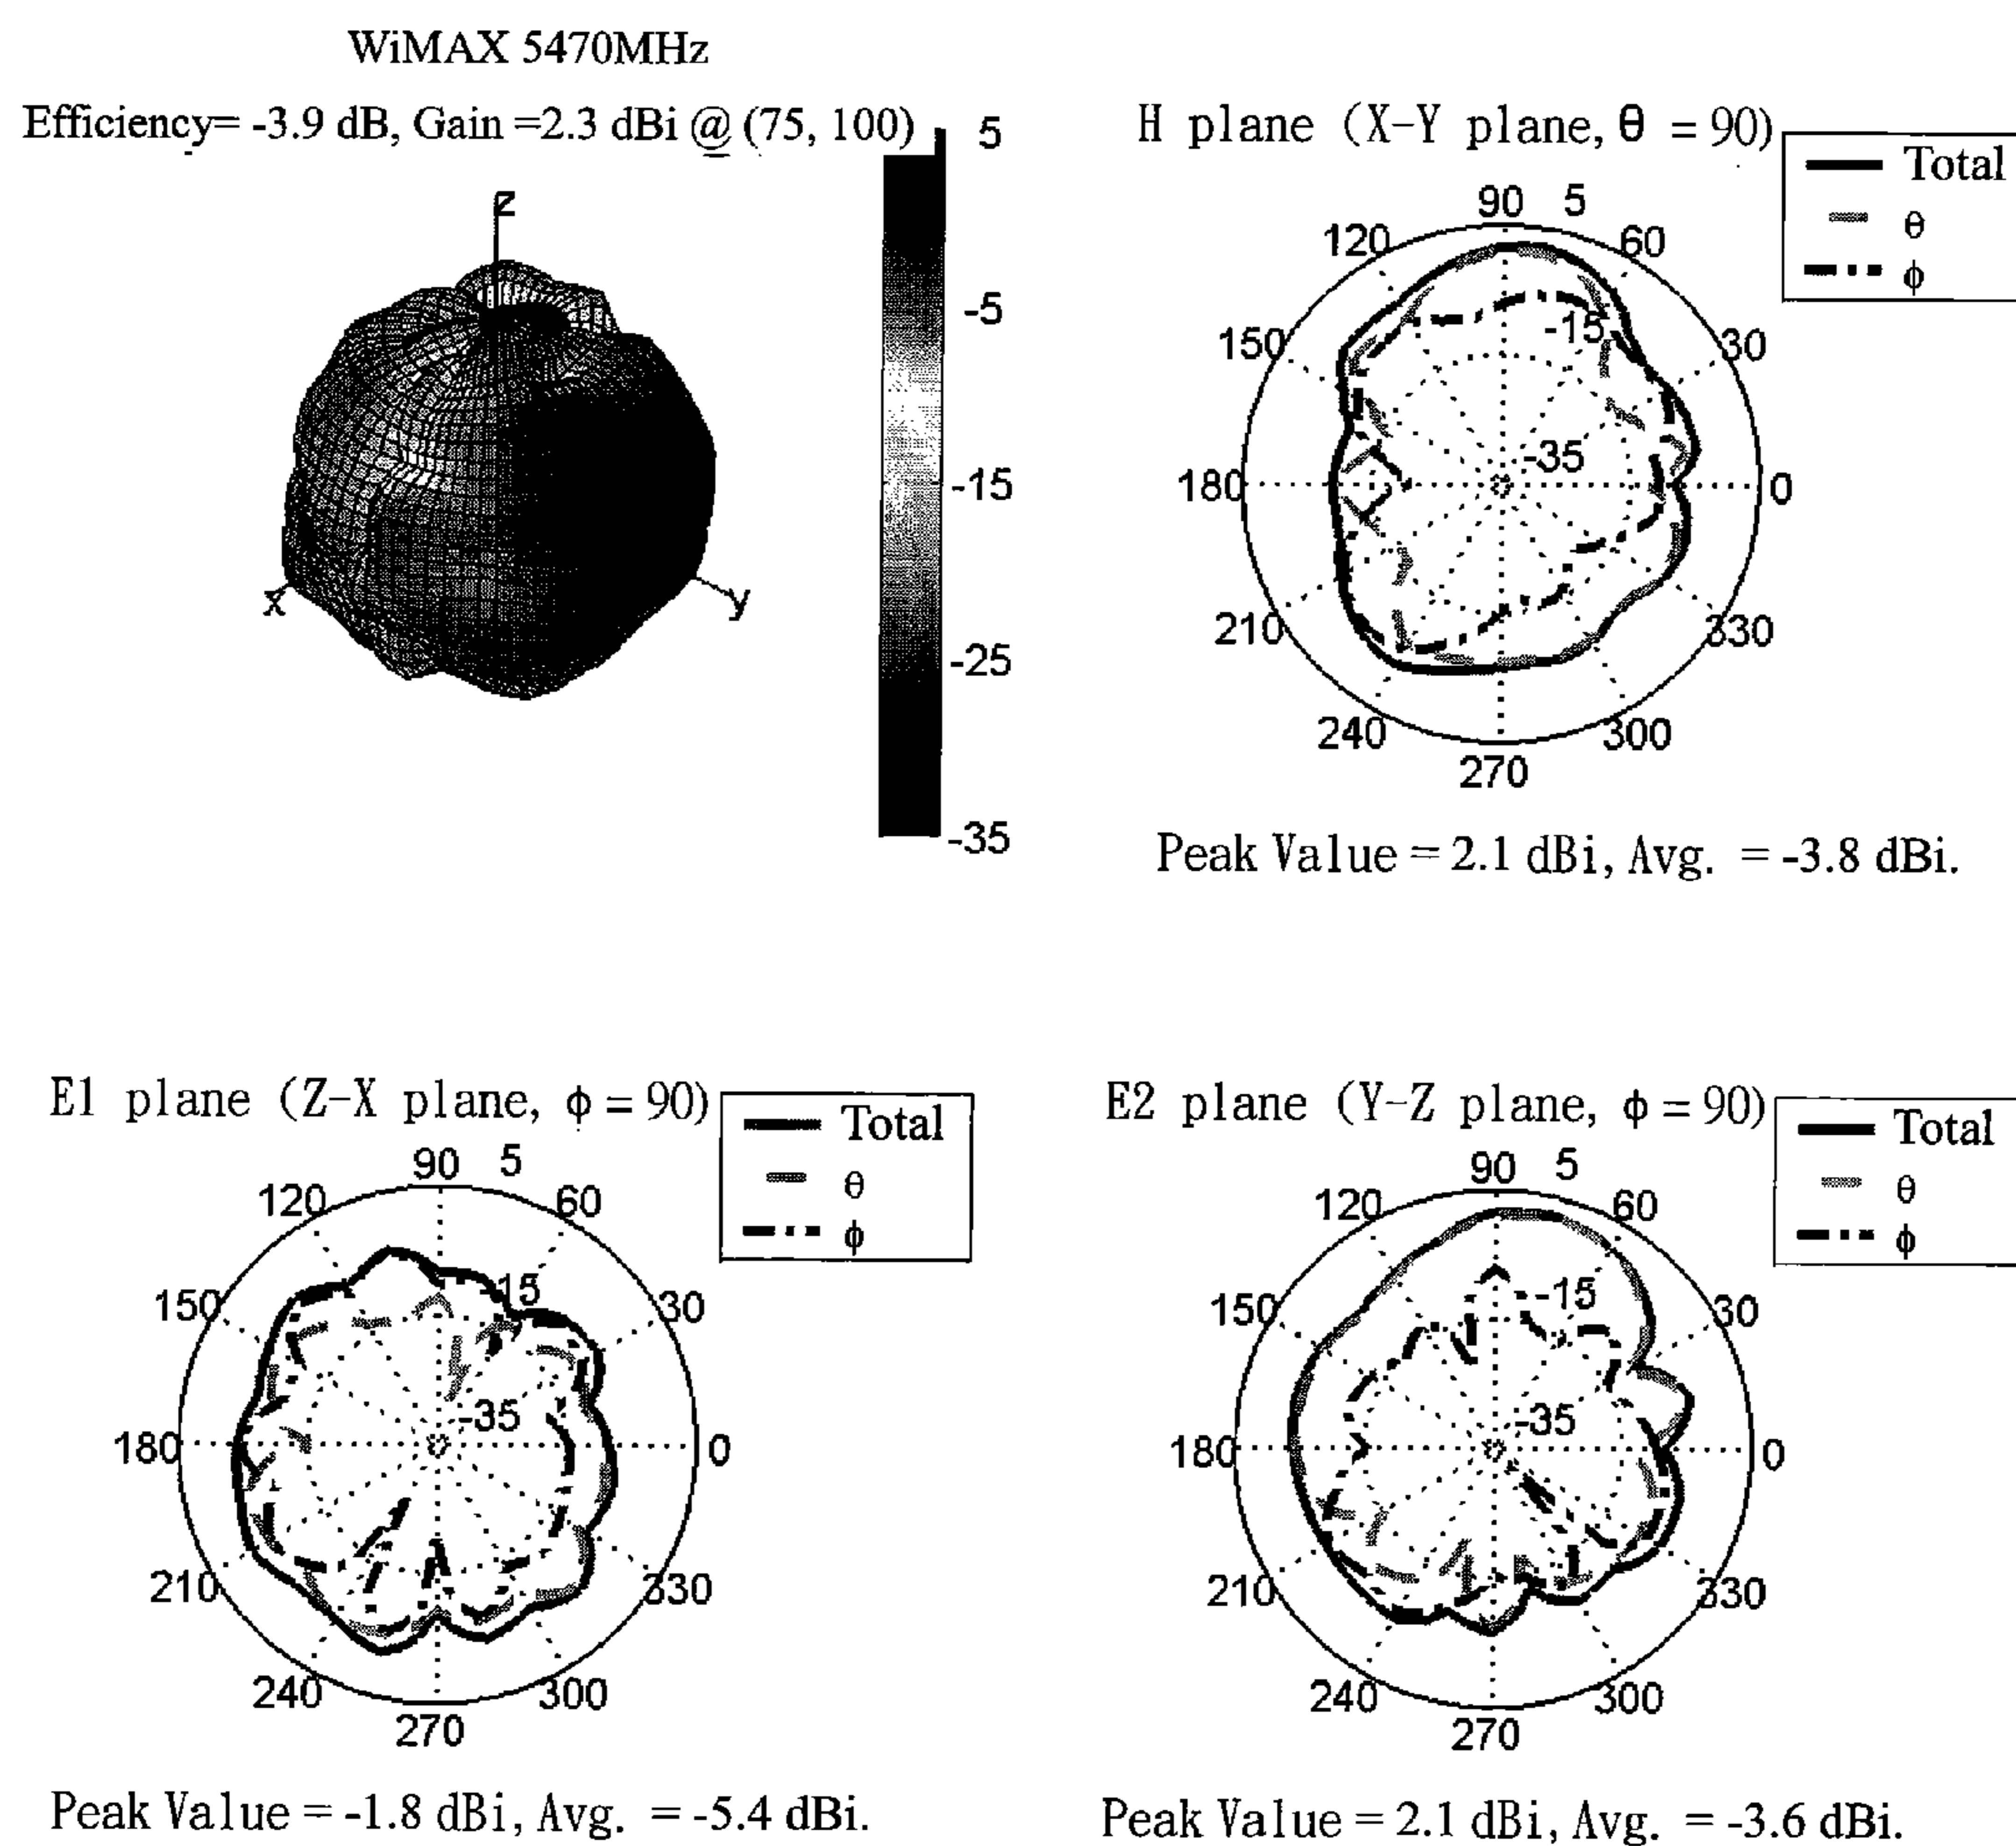 WiMAX 5470MHz
Efficiency= -3.9 dB, Gain =2.3 dBi @ (75, 100)
5
-5
-15
-25
-35
z
x
y
H plane (X-Y plane, θ = 90)
Total
θ
ϕ
90
5
120
60
-15
150
30
-35
180
0
210
330
240
300
270
Peak Value = 2.1 dBi, Avg. = -3.8 dBi.
E1 plane (Z-X plane, ϕ = 90)
Total
θ
ϕ
90
5
120
60
-15
150
30
-35
180
0
210
330
240
300
270
Peak Value = -1.8 dBi, Avg. = -5.4 dBi.
E2 plane (Y-Z plane, ϕ = 90)
Total
θ
ϕ
90
5
120
60
-15
150
30
-35
180
0
210
330
240
300
270
Peak Value = 2.1 dBi, Avg. = -3.6 dBi.